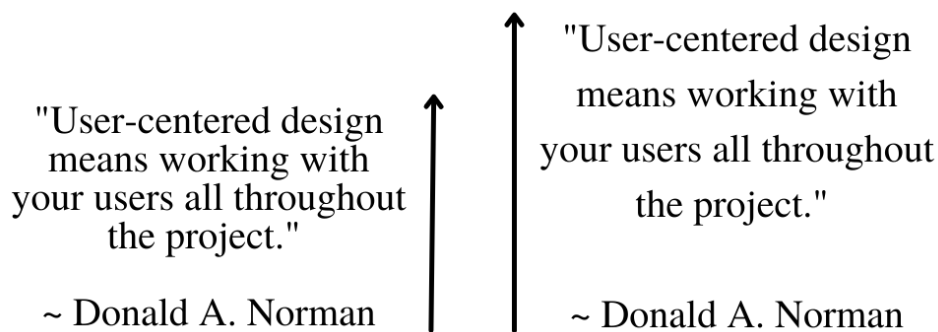 "User-centered design
means working with
your users all throughout
the project."
~ Donald A. Norman
"User-centered design
means working with
your users all throughout
the project."
~ Donald A. Norman